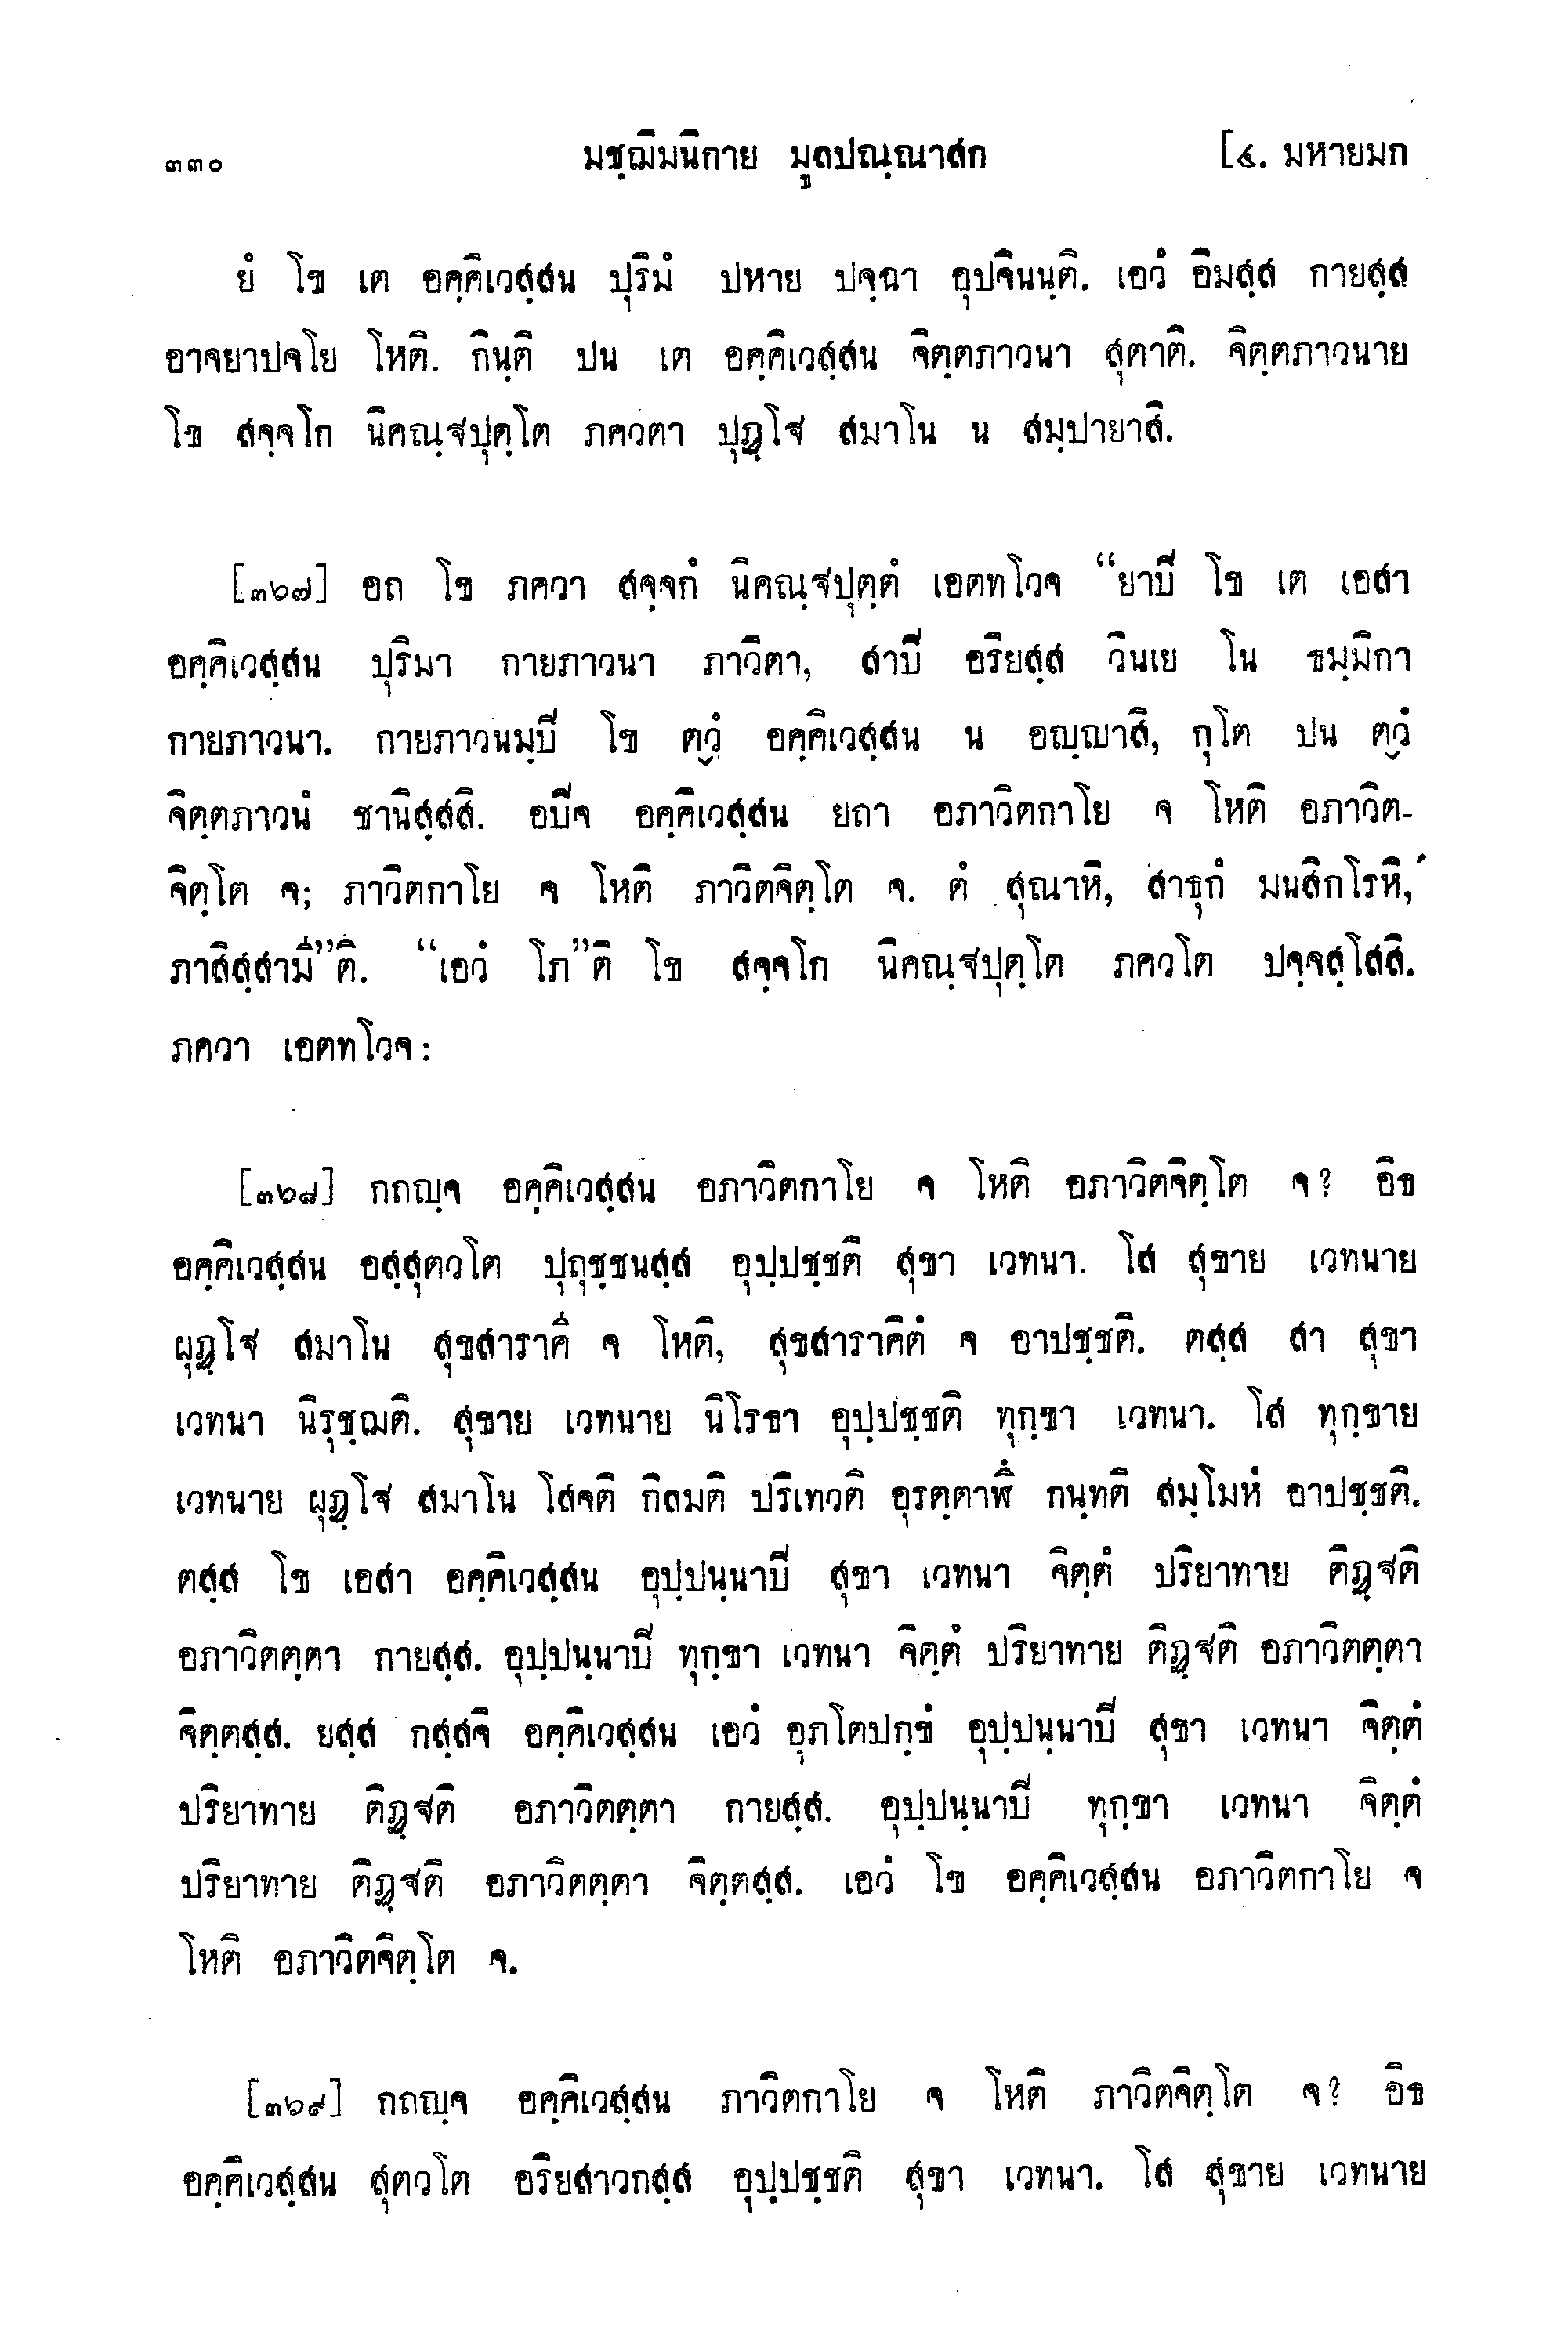 ๓๓๐ มชฺฌิมนิกาย มูลปณฺณาสก [๔. มหายมก
ยํ โข เต อคฺคิเวสฺสน ปุริมํ ปหาย ปจฺฉา อุปจินนฺติ. เอวํ อิมสฺส กายสฺส
อาจยาปจโย โหติ. กินฺติ ปน เต อคฺคิเวสฺสน จิตฺตภาวนา สุตาติ. จิตฺตภาวนาย
โข สจฺจโก นิคณฺฐปุตฺโต ภควตา ปุฏฺโฐ สมาโน น สมฺปายาสิ.
[๓๖๗] อถ โข ภควา สจฺจกํ นิคณฺฐปุตฺตํ เอตทโวจ “ยาปิ โข เต เอสา
อคฺคิเวสฺสน ปุริมา กายภาวนา ภาวิตา, สาปิ อริยสฺส วินเย โน ธมฺมิกา
กายภาวนา. กายภาวนมฺปิ โข ตฺวํ อคฺคิเวสฺสน น อญฺญาสิ, กุโต ปน ตฺวํ
จิตฺตภาวนํ ชานิสฺสสิ. อปิจ อคฺคิเวสฺสน ยถา อภาวิตกาโย จ โหติ อภาวิต-
จิตฺโต จ; ภาวิตกาโย จ โหติ ภาวิตจิตฺโต จ. ตํ สุณาหิ, สาธุกํ มนสิกโรหิ,
ภาสิสฺสามี”ติ. “เอวํ โภ”ติ โข สจฺจโก นิคณฺฐปุตฺโต ภควโต ปจฺจสฺโสสิ.
ภควา เอตทโวจ:
[๓๖๘] กถญฺจ อคฺคิเวสฺสน อภาวิตกาโย จ โหติ อภาวิตจิตฺโต จ? อิธ
อคฺคิเวสฺสน อสฺสุตวโต ปุถุชฺชนสฺส อุปฺปชฺชติ สุขา เวทนา. โส สุขาย เวทนาย
ผุฏฺโฐ สมาโน สุขสาราคี จ โหติ, สุขสาราคิตํ จ อาปชฺชติ. ตสฺส สา สุขา
เวทนา นิรุชฺฌติ. สุขาย เวทนาย นิโรธา อุปฺปชฺชติ ทุกฺขา เวทนา. โส ทุกฺขาย
เวทนาย ผุฏฺโฐ สมาโน โสจติ กิลมติ ปริเทวติ อุรตฺตาฬึ กนฺทติ สมฺโมหํ อาปชฺชติ.
ตสฺส โข เอสา อคฺคิเวสฺสน อุปฺปนฺนาปิ สุขา เวทนา จิตฺตํ ปริยาทาย ติฏฺฐติ
อภาวิตตฺตา กายสฺส. อุปฺปนฺนาปิ ทุกฺขา เวทนา จิตฺตํ ปริยาทาย ติฏฺฐติ อภาวิตตฺตา
จิตฺตสฺส. ยสฺส กสฺสจิ อคฺคิเวสฺสน เอวํ อุภโตปกฺขํ อุปฺปนฺนาปิ สุขา เวทนา จิตฺตํ
ปริยาทาย ติฏฺฐติ อภาวิตตฺตา กายสฺส. อุปฺปนฺนาปิ ทุกฺขา เวทนา จิตฺตํ
ปริยาทาย ติฏฺฐติ อภาวิตตฺตา จิตฺตสฺส. เอวํ โข อคฺคิเวสฺสน อภาวิตกาโย จ
โหติ อภาวิตจิตฺโต จ.
[๓๖๙] กถญฺจ อคฺคิเวสฺสน ภาวิตกาโย จ โหติ ภาวิตจิตฺโต จ? อิธ
อคฺคิเวสฺสน สุตวโต อริยสาวกสฺส อุปฺปชฺชติ สุขา เวทนา. โส สุขาย เวทนาย